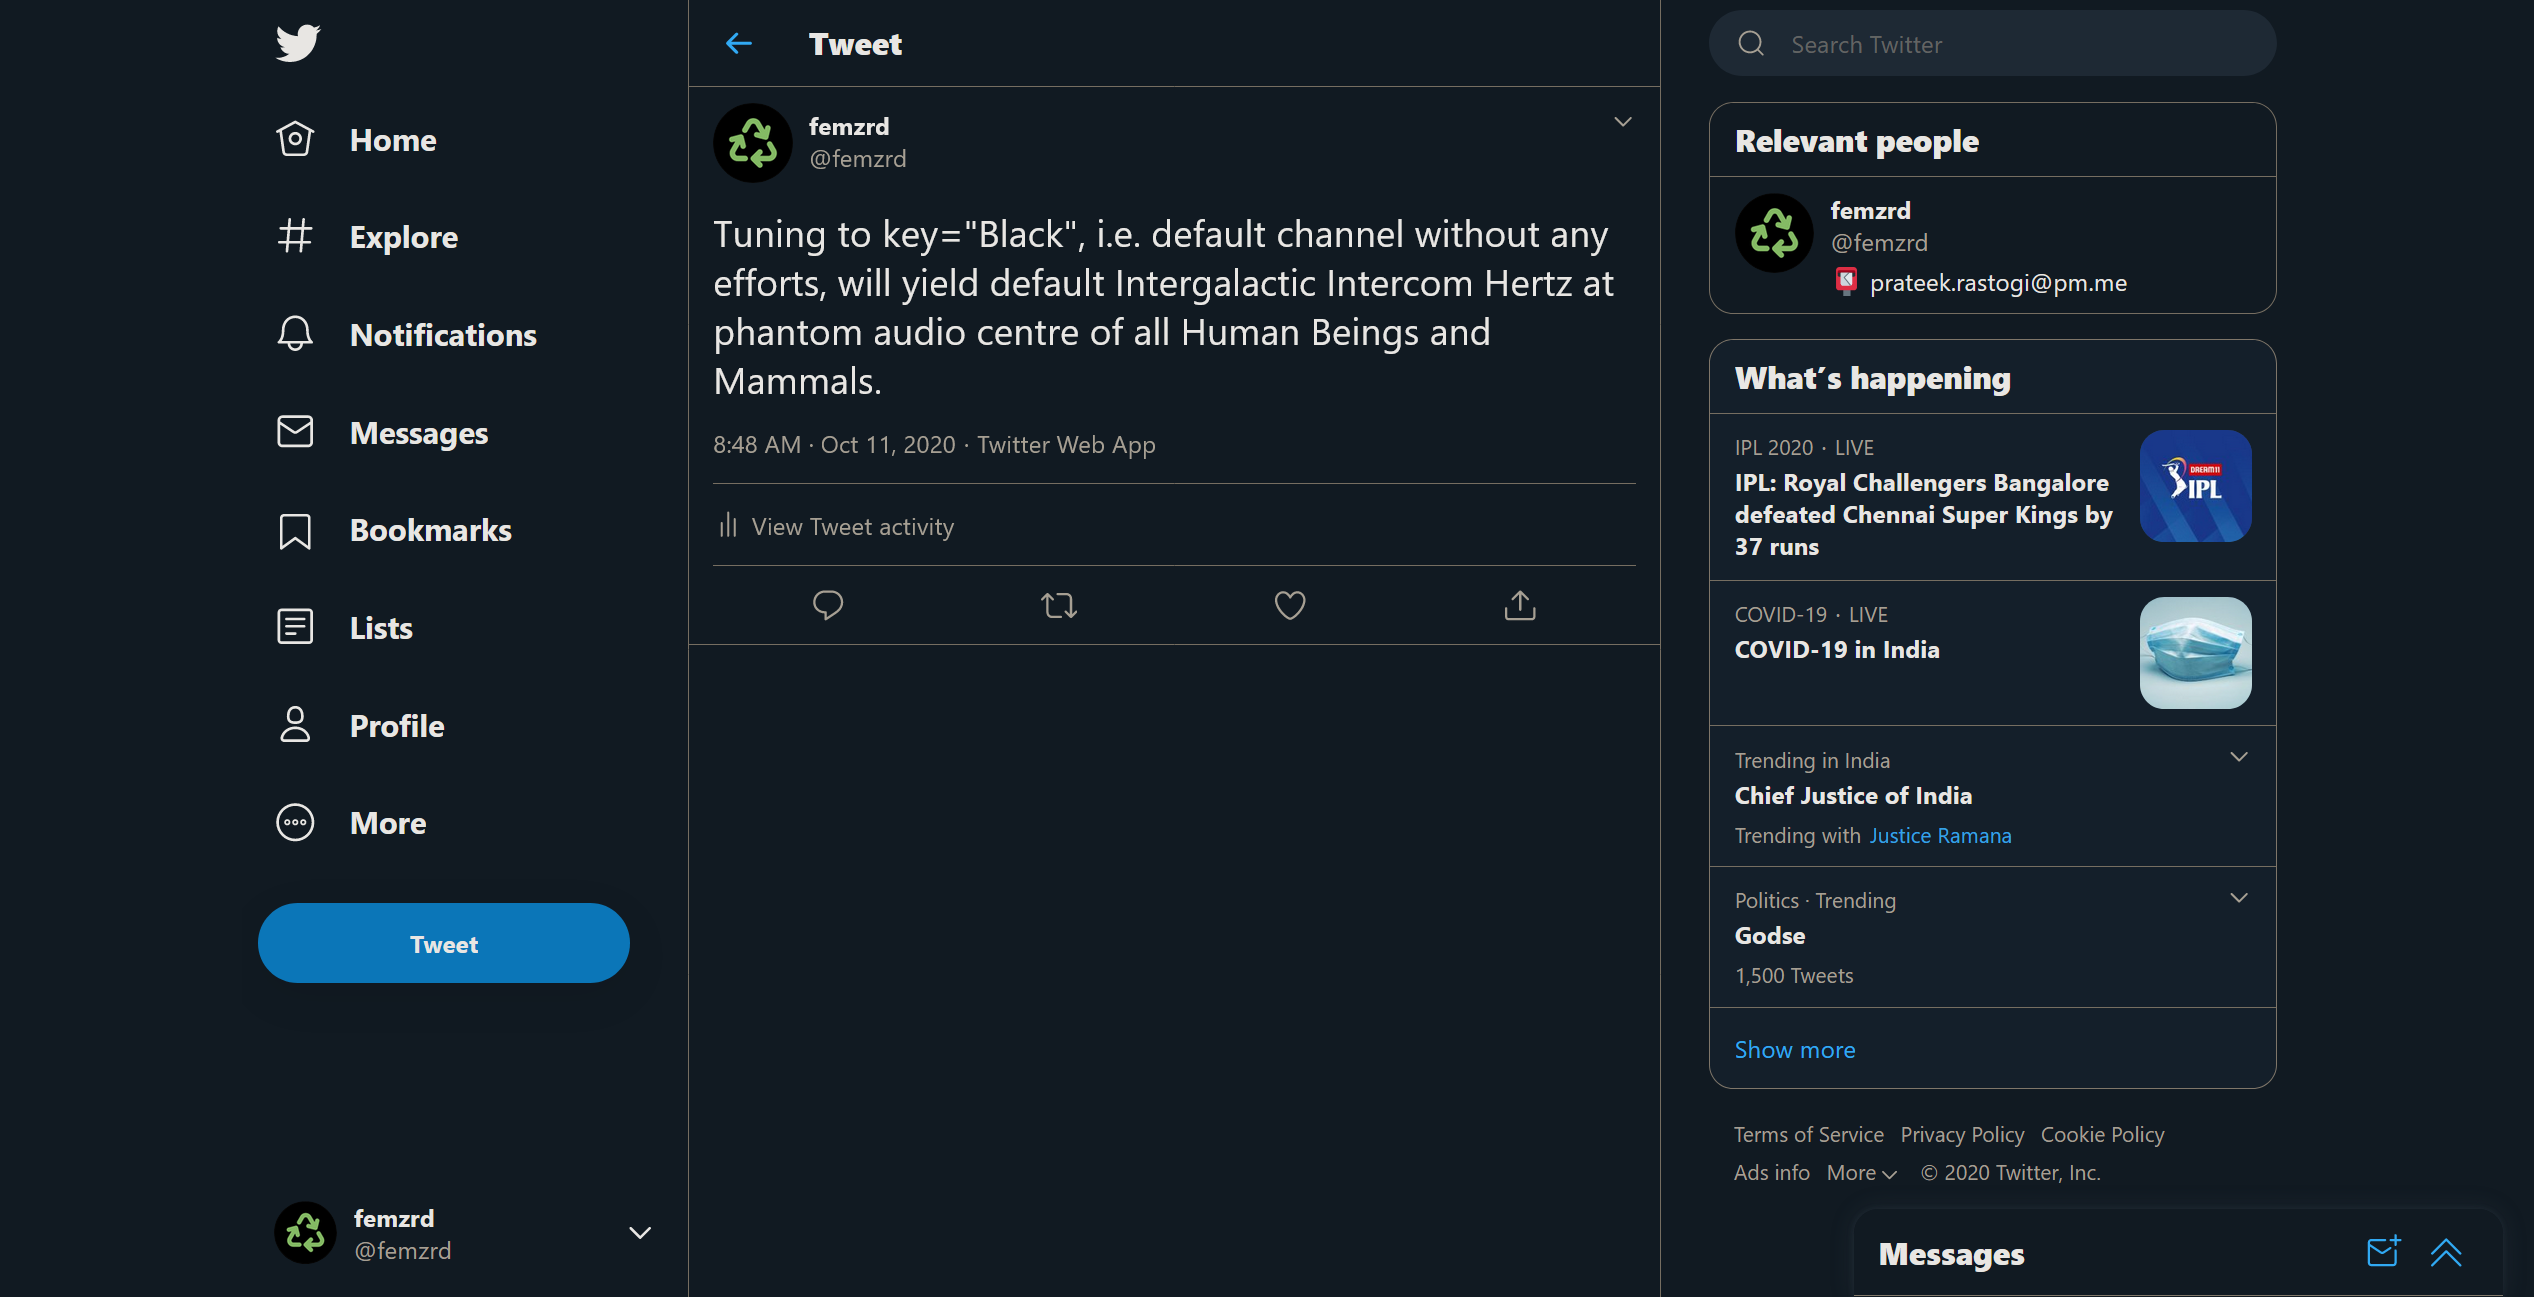 Home
Explore
Notifications
Messages
Bookmarks
Lists
Profile
More
Tweet
femzrd
@femzrd
Tweet
femzrd
@femzrd
Tuning to key="Black", i.e. default channel without any
efforts, will yield default Intergalactic Intercom Hertz at
phantom audio centre of all Human Beings and
Mammals.
8:48 AM · Oct 11, 2020 · Twitter Web App
View Tweet activity
Search Twitter
Relevant people
femzrd
@femzrd
prateek.rastogi@pm.me
What's happening
IPL 2020 · LIVE
IPL: Royal Challengers Bangalore
defeated Chennai Super Kings by
37 runs
DREAM11
IPL
COVID-19 · LIVE
COVID-19 in India
Trending in India
Chief Justice of India
Trending with Justice Ramana
Politics · Trending
Godse
1,500 Tweets
Show more
Terms of Service Privacy Policy Cookie Policy
Ads info More © 2020 Twitter, Inc.
Messages